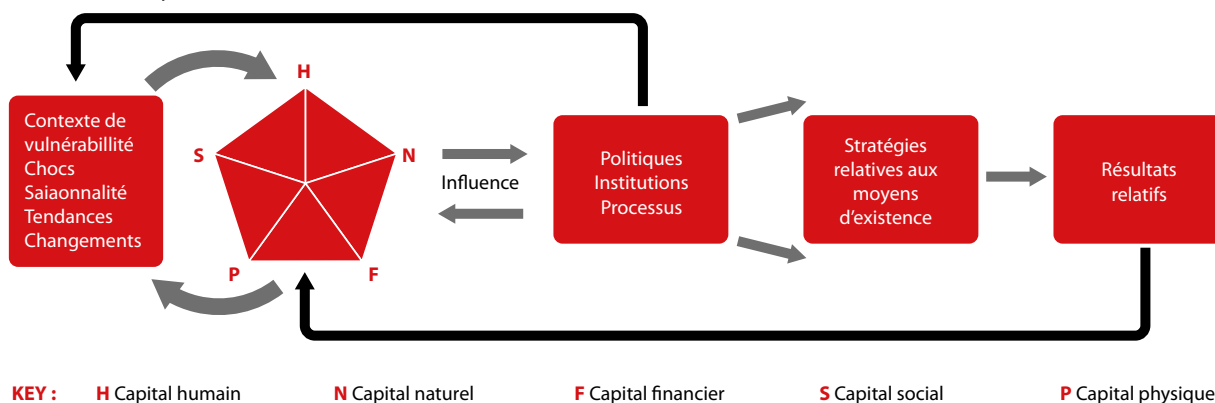 Contexte de
vulnérabillité
Chocs
Saiaonnalité
Tendances
Changements
H
S
N
P
F
Influence
Politiques
Institutions
Processus
Stratégies
relatives aux
moyens
d'existence
Résultats
relatifs
KEY : H Capital humain N Capital naturel F Capital financier S Capital social P Capital physique